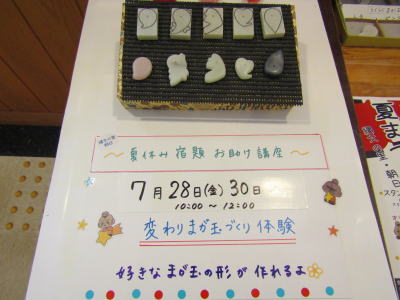 ～夏休み宿題 お助け講座～
7月28日(金)30日
10:00～12:00
変わりまが玉づくり体験
好きなまが玉の形が作れるよ